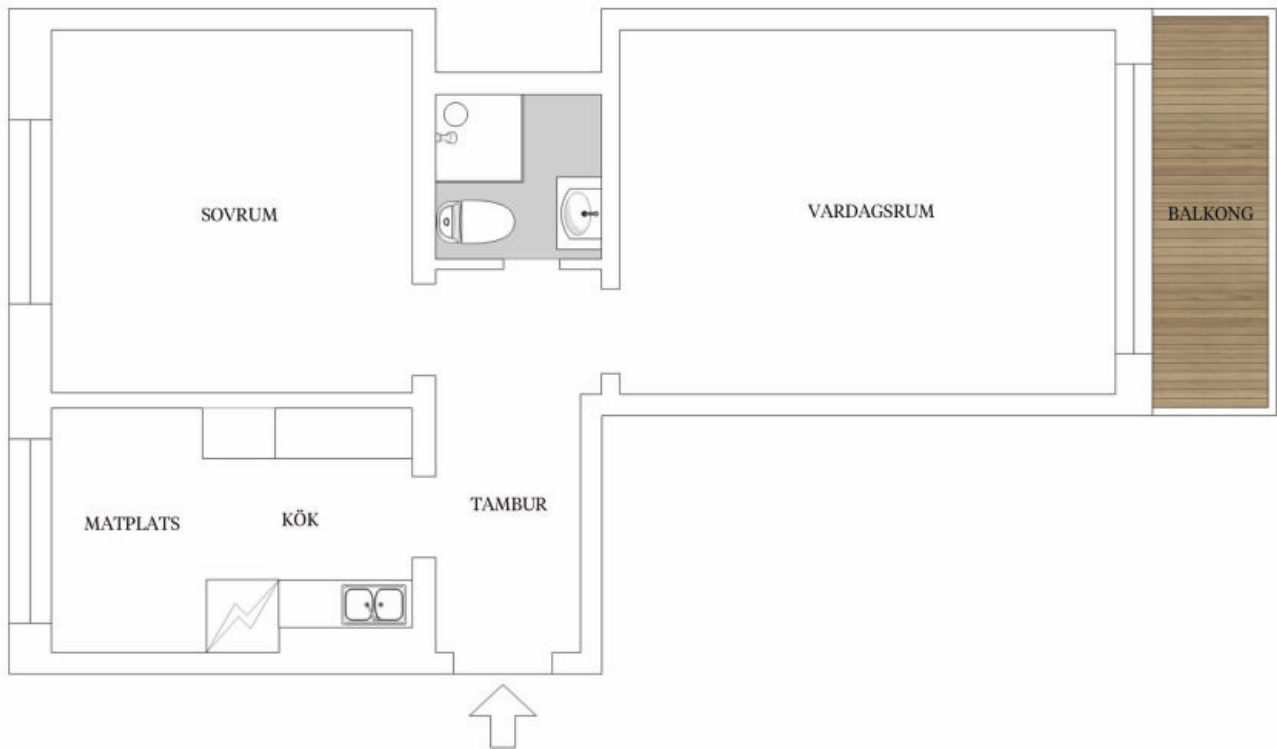 SOVRUM
VARDAGSRUM
BALKONG
MATPLATS
KÖK
TAMBUR